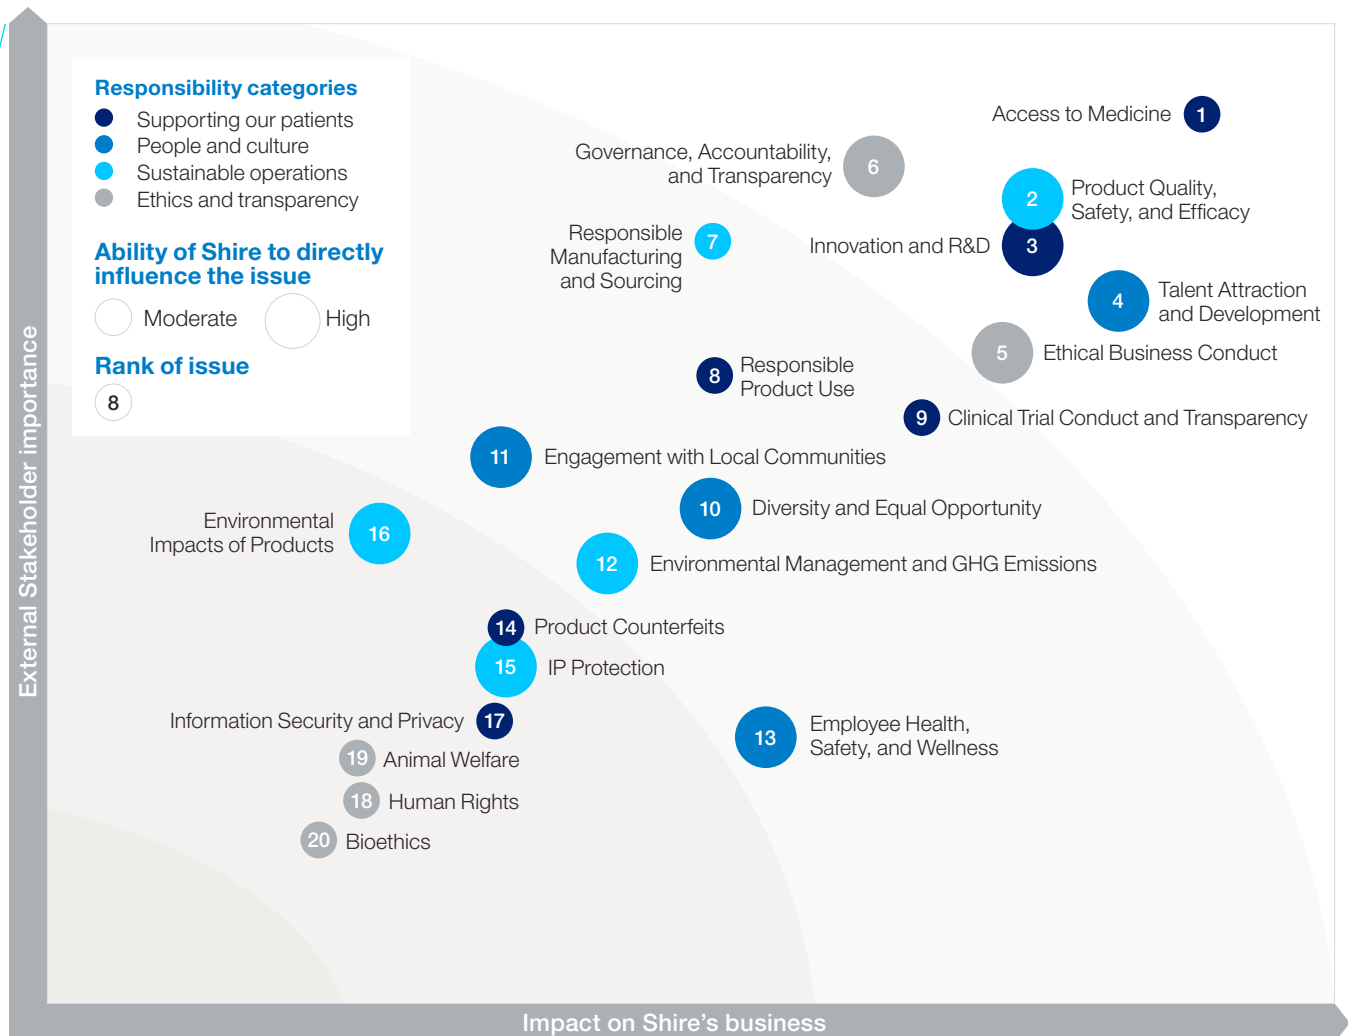 Responsibility categories
Supporting our patients
People and culture
Sustainable operations
Ethics and transparency
Ability of Shire to directly
influence the issue
Moderate
High
Rank of issue
8
Access to Medicine
1
Governance, Accountability,
and Transparency
6
2
Product Quality,
Safety, and Efficacy
Responsible
Manufacturing
and Sourcing
7
Innovation and R&D
3
4
Talent Attraction
and Development
5
Ethical Business Conduct
8
Responsible
Product Use
9
Clinical Trial Conduct and Transparency
11
Engagement with Local Communities
10
Diversity and Equal Opportunity
Environmental
Impacts of Products
16
12
Environmental Management and GHG Emissions
14
Product Counterfeits
15
IP Protection
Information Security and Privacy
17
13
Employee Health,
Safety, and Wellness
19
Animal Welfare
18
Human Rights
20
Bioethics
External Stakeholder importance
Impact on Shire's business